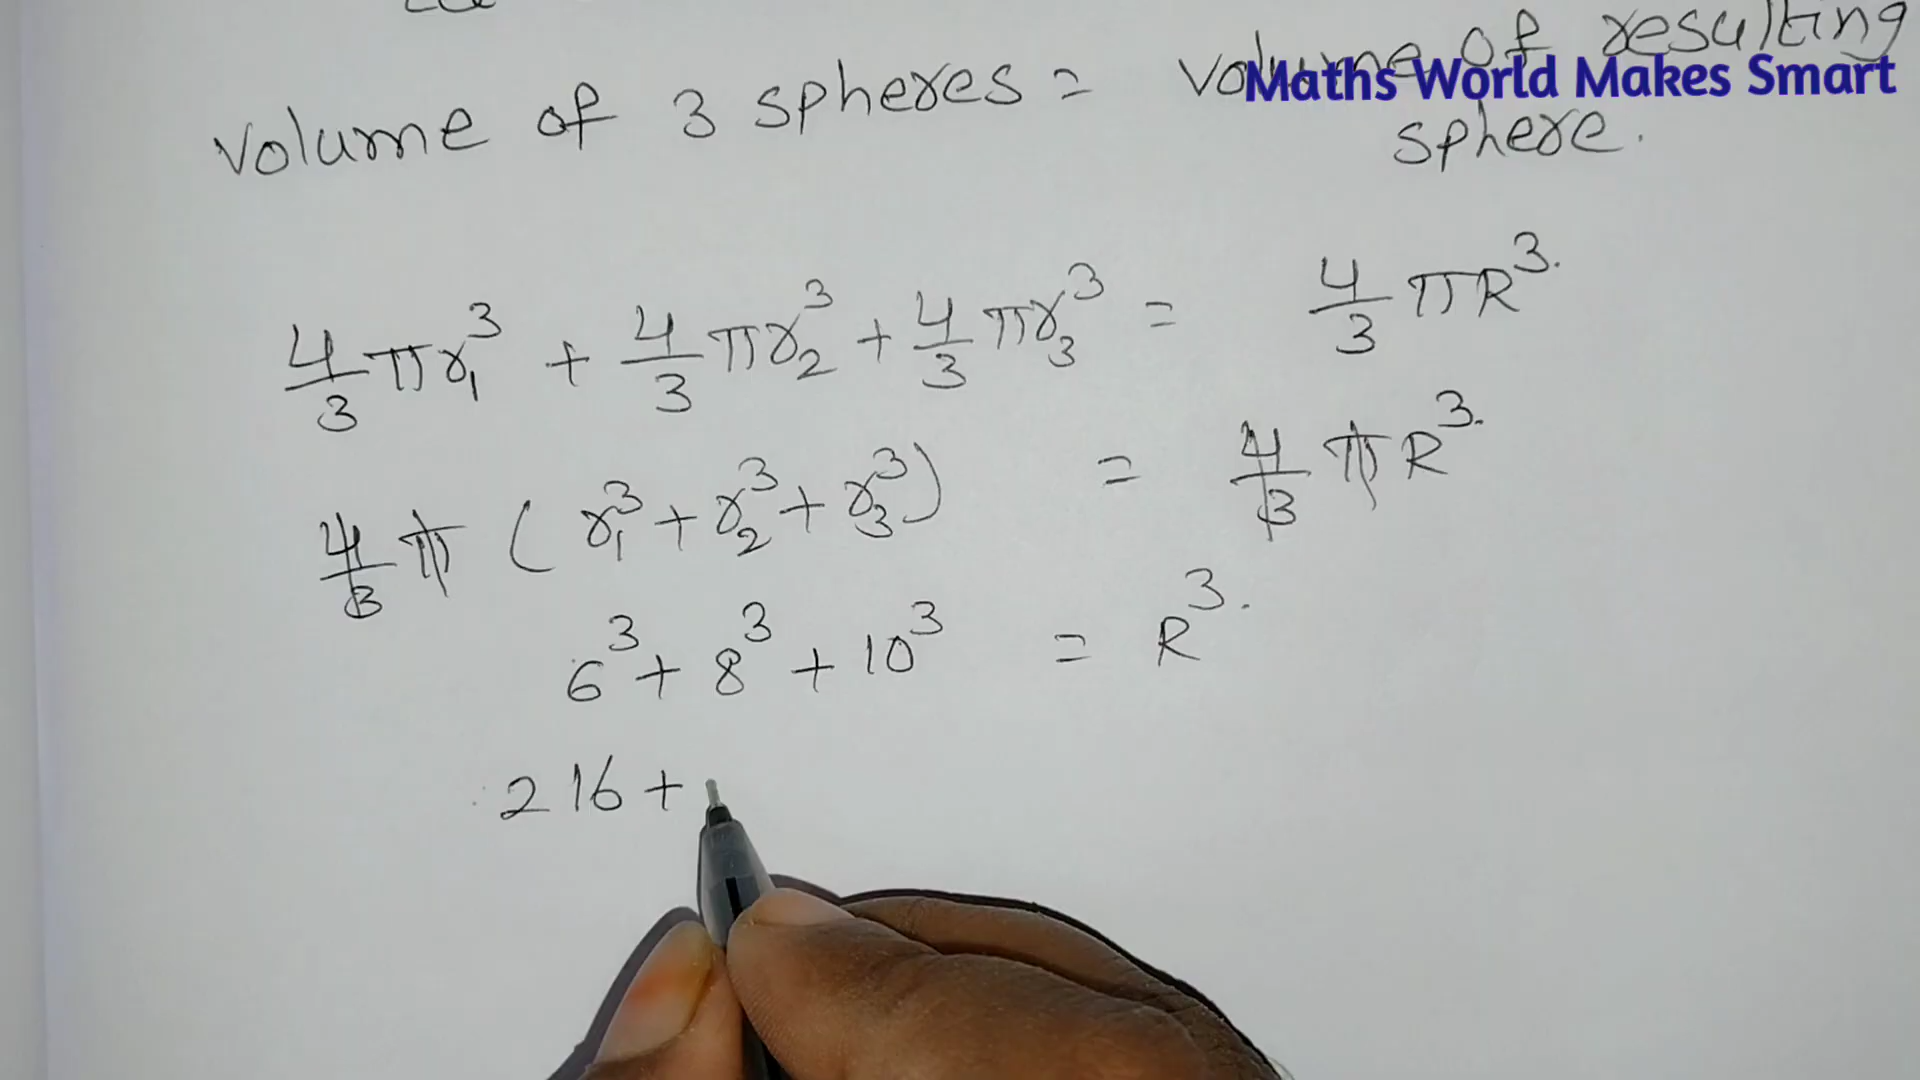 volume of 3 spheres = volume of resulting
Maths World Makes Smart
sphere.
4/3 πr₁³ + 4/3 πr₂³ + 4/3 πr₃³ = 4/3 πR³.
4/3 π ( r₁³ + r₂³ + r₃³ ) = 4/3 πR³.
6³ + 8³ + 10³ = R³.
216 +